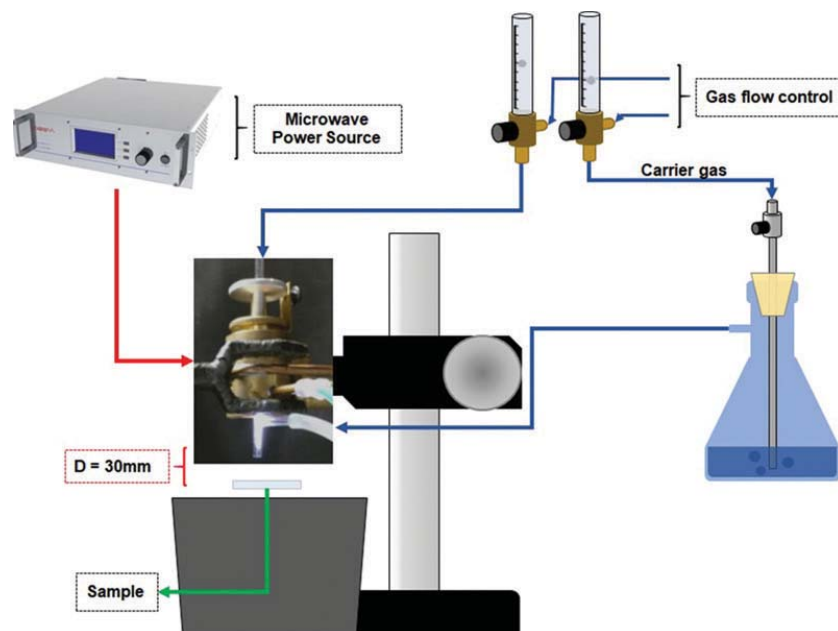 Microwave
Power Source
Gas flow control
Carrier gas
D = 30mm
Sample